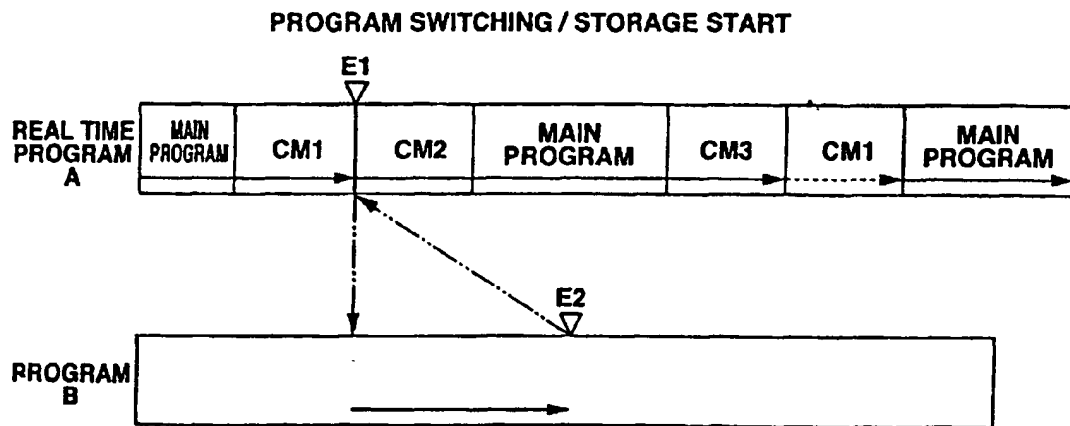 PROGRAM SWITCHING / STORAGE START
E1
REAL TIME
PROGRAM
A
MAIN
PROGRAM
CM1
CM2
MAIN
PROGRAM
CM3
CM1
MAIN
PROGRAM
E2
PROGRAM
B